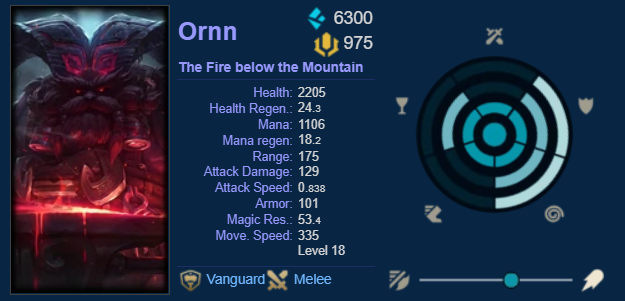 Ornn
6300
975
The Fire below the Mountain
Health: 2205
Health Regen.: 24.3
Mana: 1106
Mana regen: 18.2
Range: 175
Attack Damage: 129
Attack Speed: 0.838
Armor: 101
Magic Res.: 53.4
Move. Speed: 335
Level 18
Vanguard Melee